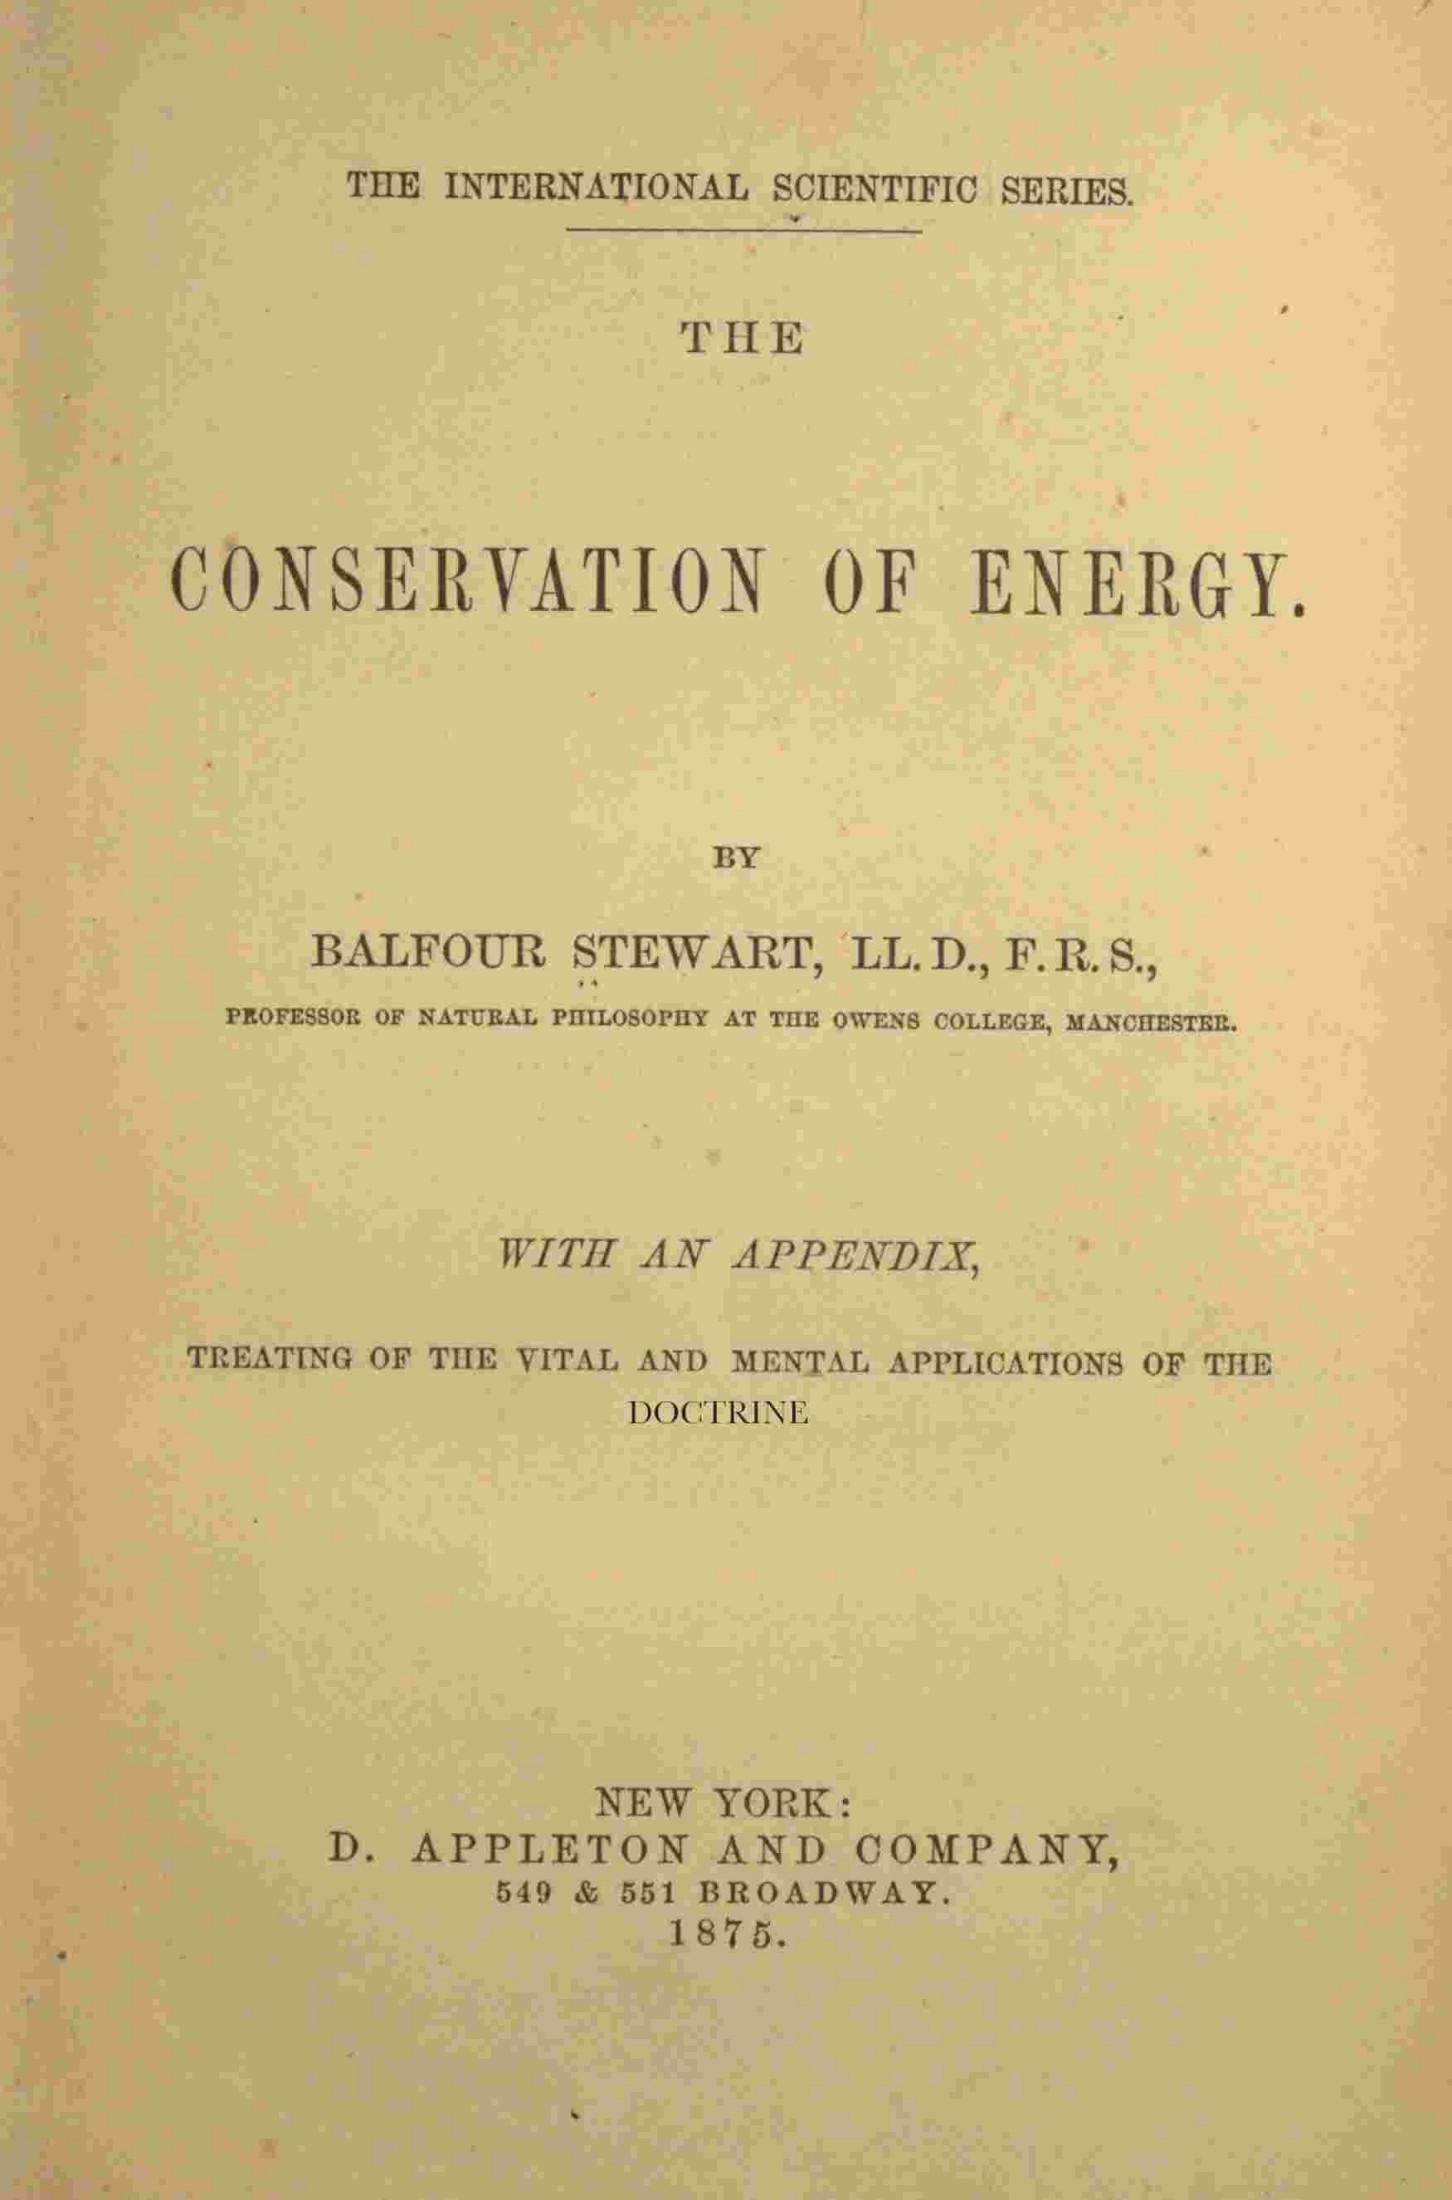 THE INTERNATIONAL SCIENTIFIC SERIES.
THE
CONSERVATION OF ENERGY.
BY
BALFOUR STEWART, LL. D., F. R. S.,
PROFESSOR OF NATURAL PHILOSOPHY AT THE OWENS COLLEGE, MANCHESTER.
WITH AN APPENDIX,
TREATING OF THE VITAL AND MENTAL APPLICATIONS OF THE
DOCTRINE
NEW YORK:
D. APPLETON AND COMPANY,
549 & 551 BROADWAY.
1875.